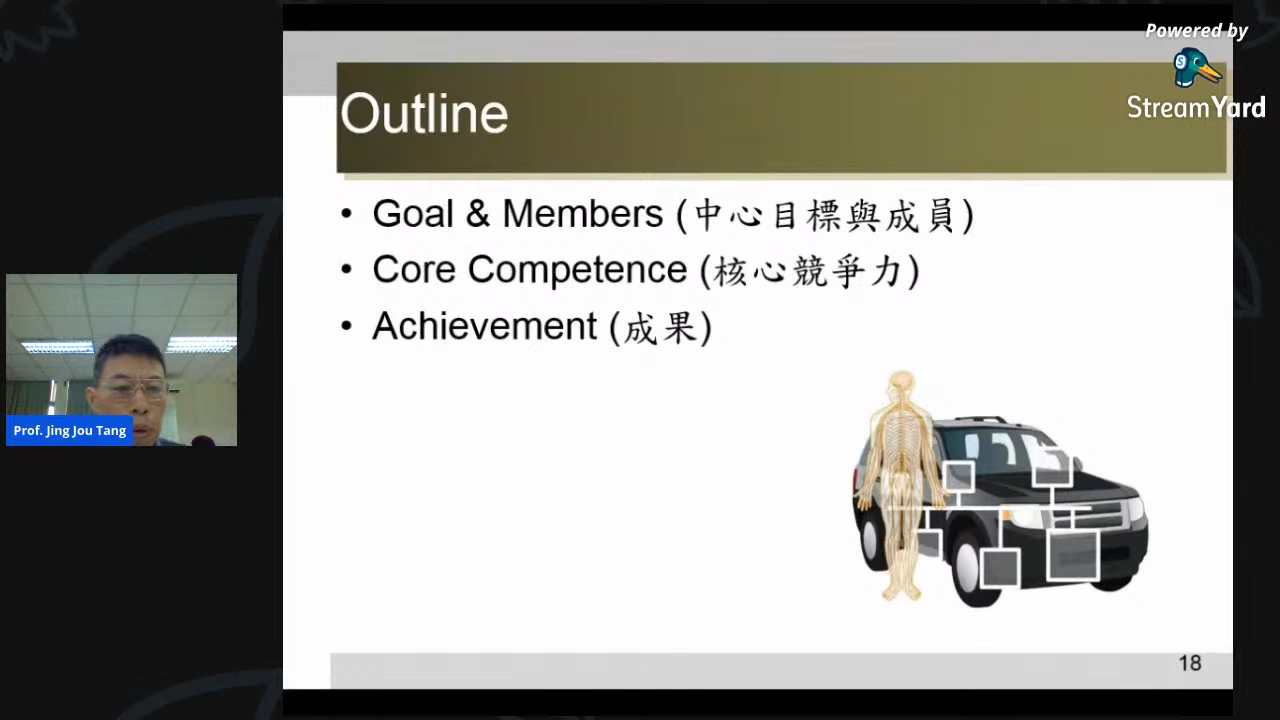 Powered by
StreamYard
Outline
• Goal & Members (中心目標與成員)
• Core Competence (核心競爭力)
• Achievement (成果)
Prof. Jing Jou Tang
18